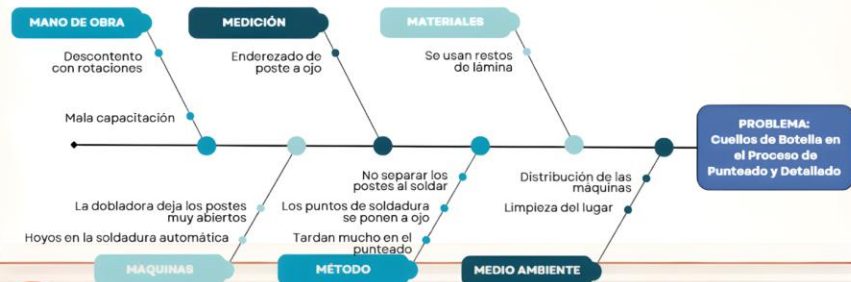 MANO DE OBRA
MEDICIÓN
MATERIALES
Descontento
con rotaciones
Enderezado de
poste a ojo
Se usan restos
de lámina
Mala capacitación
PROBLEMA:
Cuellos de Botella en
el Proceso de
Punteado y Detallado
No separar los
postes al soldar
Distribución de las
máquinas
La dobladora deja los postes
muy abiertos
Los puntos de soldadura
se ponen a ojo
Limpieza del lugar
Hoyos en la soldadura automática
Tardan mucho en el
punteado
MAQUINAS
MÉTODO
MEDIO AMBIENTE